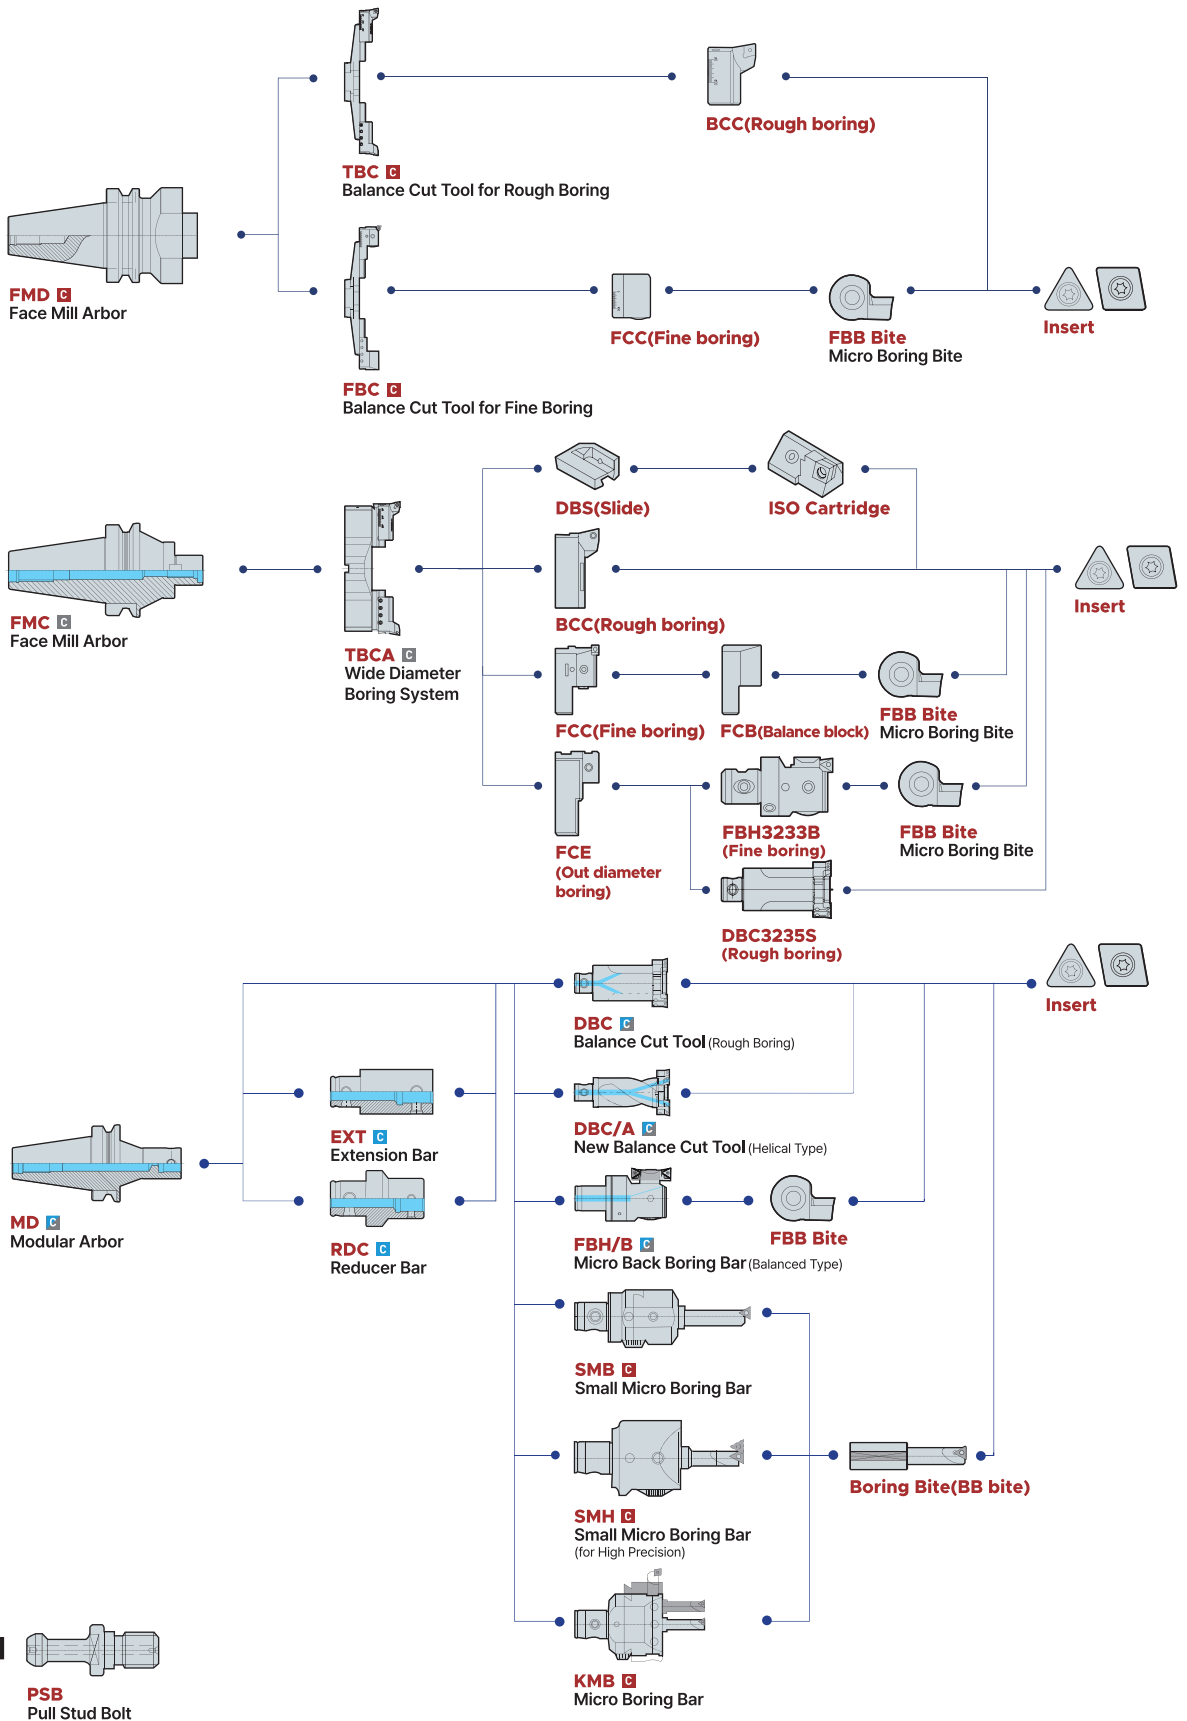 BCC(Rough boring)
TBC C
Balance Cut Tool for Rough Boring
FMD C
Face Mill Arbor
FCC(Fine boring)
FBB Bite
Micro Boring Bite
Insert
FBC C
Balance Cut Tool for Fine Boring
DBS(Slide)
ISO Cartridge
BCC(Rough boring)
Insert
FMC C
Face Mill Arbor
TBCA C
Wide Diameter
Boring System
FCC(Fine boring)
FCB(Balance block)
FBB Bite
Micro Boring Bite
FCE
(Out diameter
boring)
FBH3233B
(Fine boring)
FBB Bite
Micro Boring Bite
DBC3235S
(Rough boring)
Insert
DBC C
Balance Cut Tool (Rough Boring)
EXT C
Extension Bar
DBC/A C
New Balance Cut Tool (Helical Type)
MD C
Modular Arbor
RDC C
Reducer Bar
FBH/B C
Micro Back Boring Bar (Balanced Type)
FBB Bite
SMB C
Small Micro Boring Bar
SMH C
Small Micro Boring Bar
(for High Precision)
Boring Bite(BB bite)
KMB C
Micro Boring Bar
PSB
Pull Stud Bolt